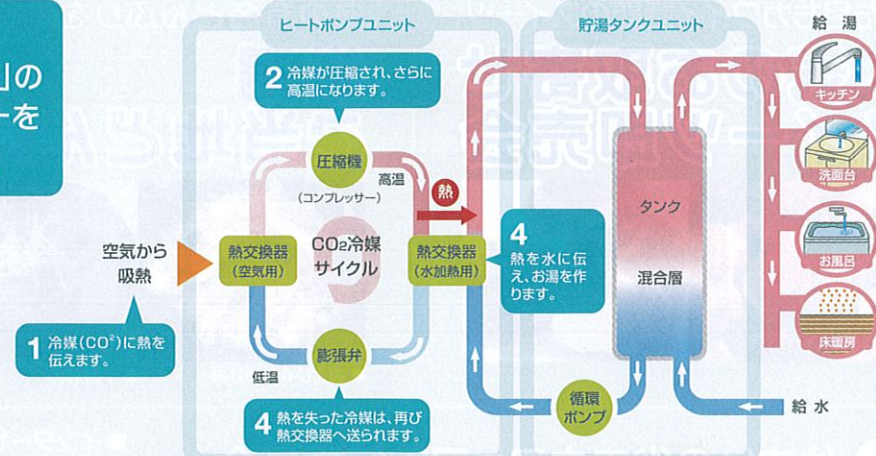 」の
ーを
ヒートポンプユニット
貯湯タンクユニット
給 湯
2 冷媒が圧縮され、さらに
高温になります。
キッチン
圧縮機
(コンプレッサー)
高温
熱
洗面台
空気から
吸熱
熱交換器
(空気用)
CO2冷媒
サイクル
熱交換器
(水加熱用)
4
熱を水に伝
え、お湯を作
ります。
タンク
混合層
お風呂
1 冷媒(CO²)に熱を
伝えます。
低温
膨張弁
床暖房
4 熱を失った冷媒は、再び
熱交換器へ送られます。
循環
ポンプ
給 水